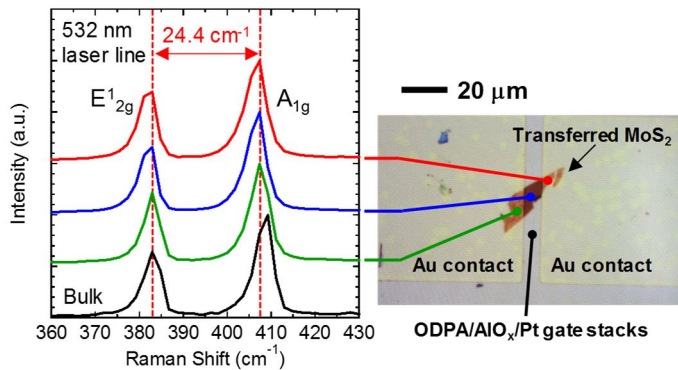 532 nm
laser line
24.4 cm⁻¹
E¹₂g
A₁g
Bulk
Intensity (a.u.)
360 370 380 390 400 410 420 430
Raman Shift (cm⁻¹)
20 μm
Transferred MoS₂
Au contact
Au contact
ODPA/AlOₓ/Pt gate stacks